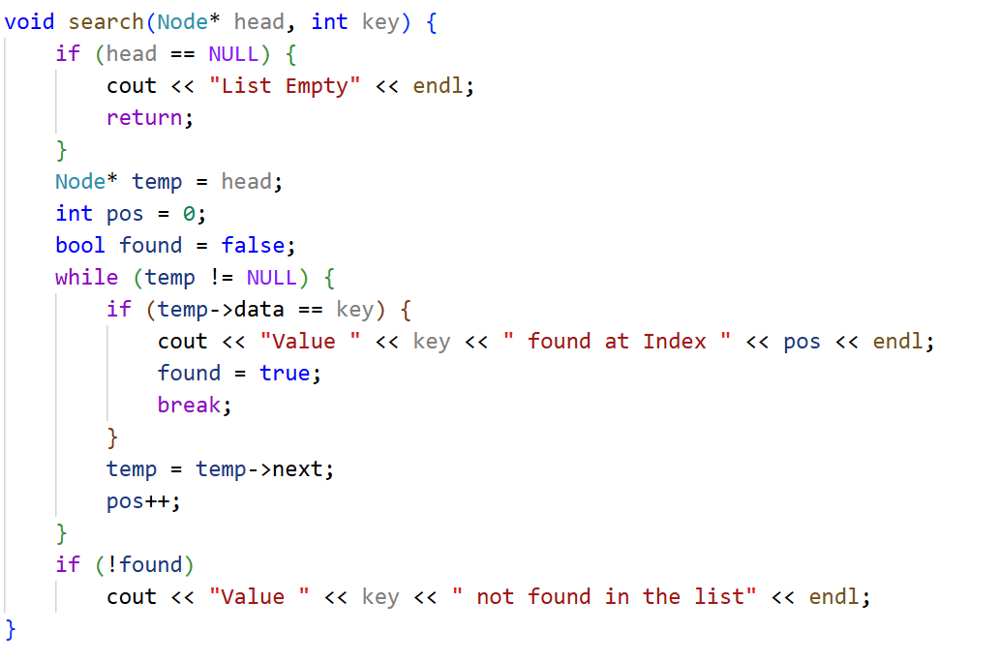 void search(Node* head, int key) {
    if (head == NULL) {
        cout << "List Empty" << endl;
        return;
    }
    Node* temp = head;
    int pos = 0;
    bool found = false;
    while (temp != NULL) {
        if (temp->data == key) {
            cout << "Value " << key << " found at Index " << pos << endl;
            found = true;
            break;
        }
        temp = temp->next;
        pos++;
    }
    if (!found)
        cout << "Value " << key << " not found in the list" << endl;
}